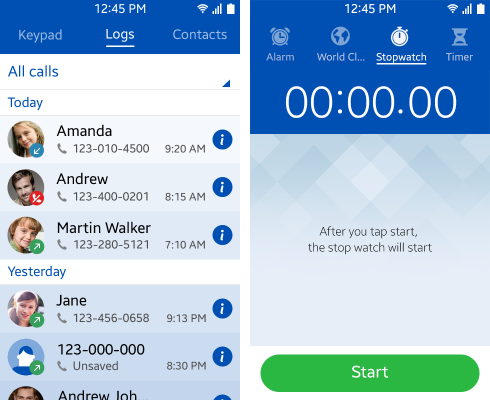 12:45 PM
Keypad Logs Contacts
All calls
Today
Amanda
123-010-4500 9:20 AM
Andrew
123-400-0201 8:15 AM
Martin Walker
123-280-5121 7:10 AM
Yesterday
Jane
123-456-0658 9:13 PM
123-000-000
Unsaved 8:30 PM
Andrew Joh...
12:45 PM
Alarm World Cl... Stopwatch Timer
00:00.00
After you tap start,
the stop watch will start
Start